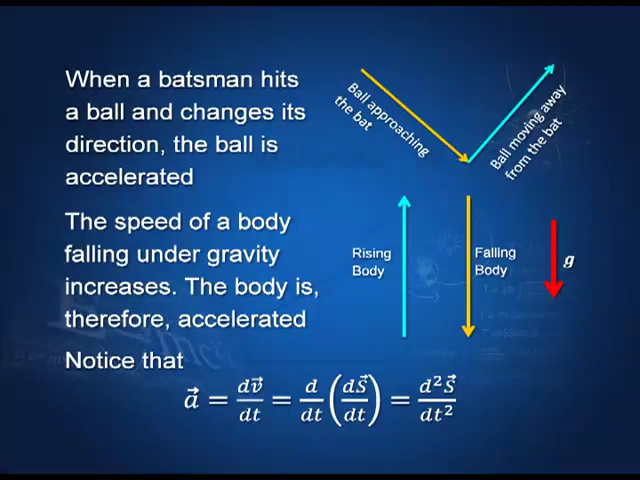 When a batsman hits
a ball and changes its
direction, the ball is
accelerated
Ball approaching
the bat
Ball moving away
from the bat
The speed of a body
falling under gravity
increases. The body is,
therefore, accelerated
Rising
Body
Falling
Body
g
Notice that
a⃗ = dv⃗/dt = d/dt (dS⃗/dt) = d²S⃗/dt²